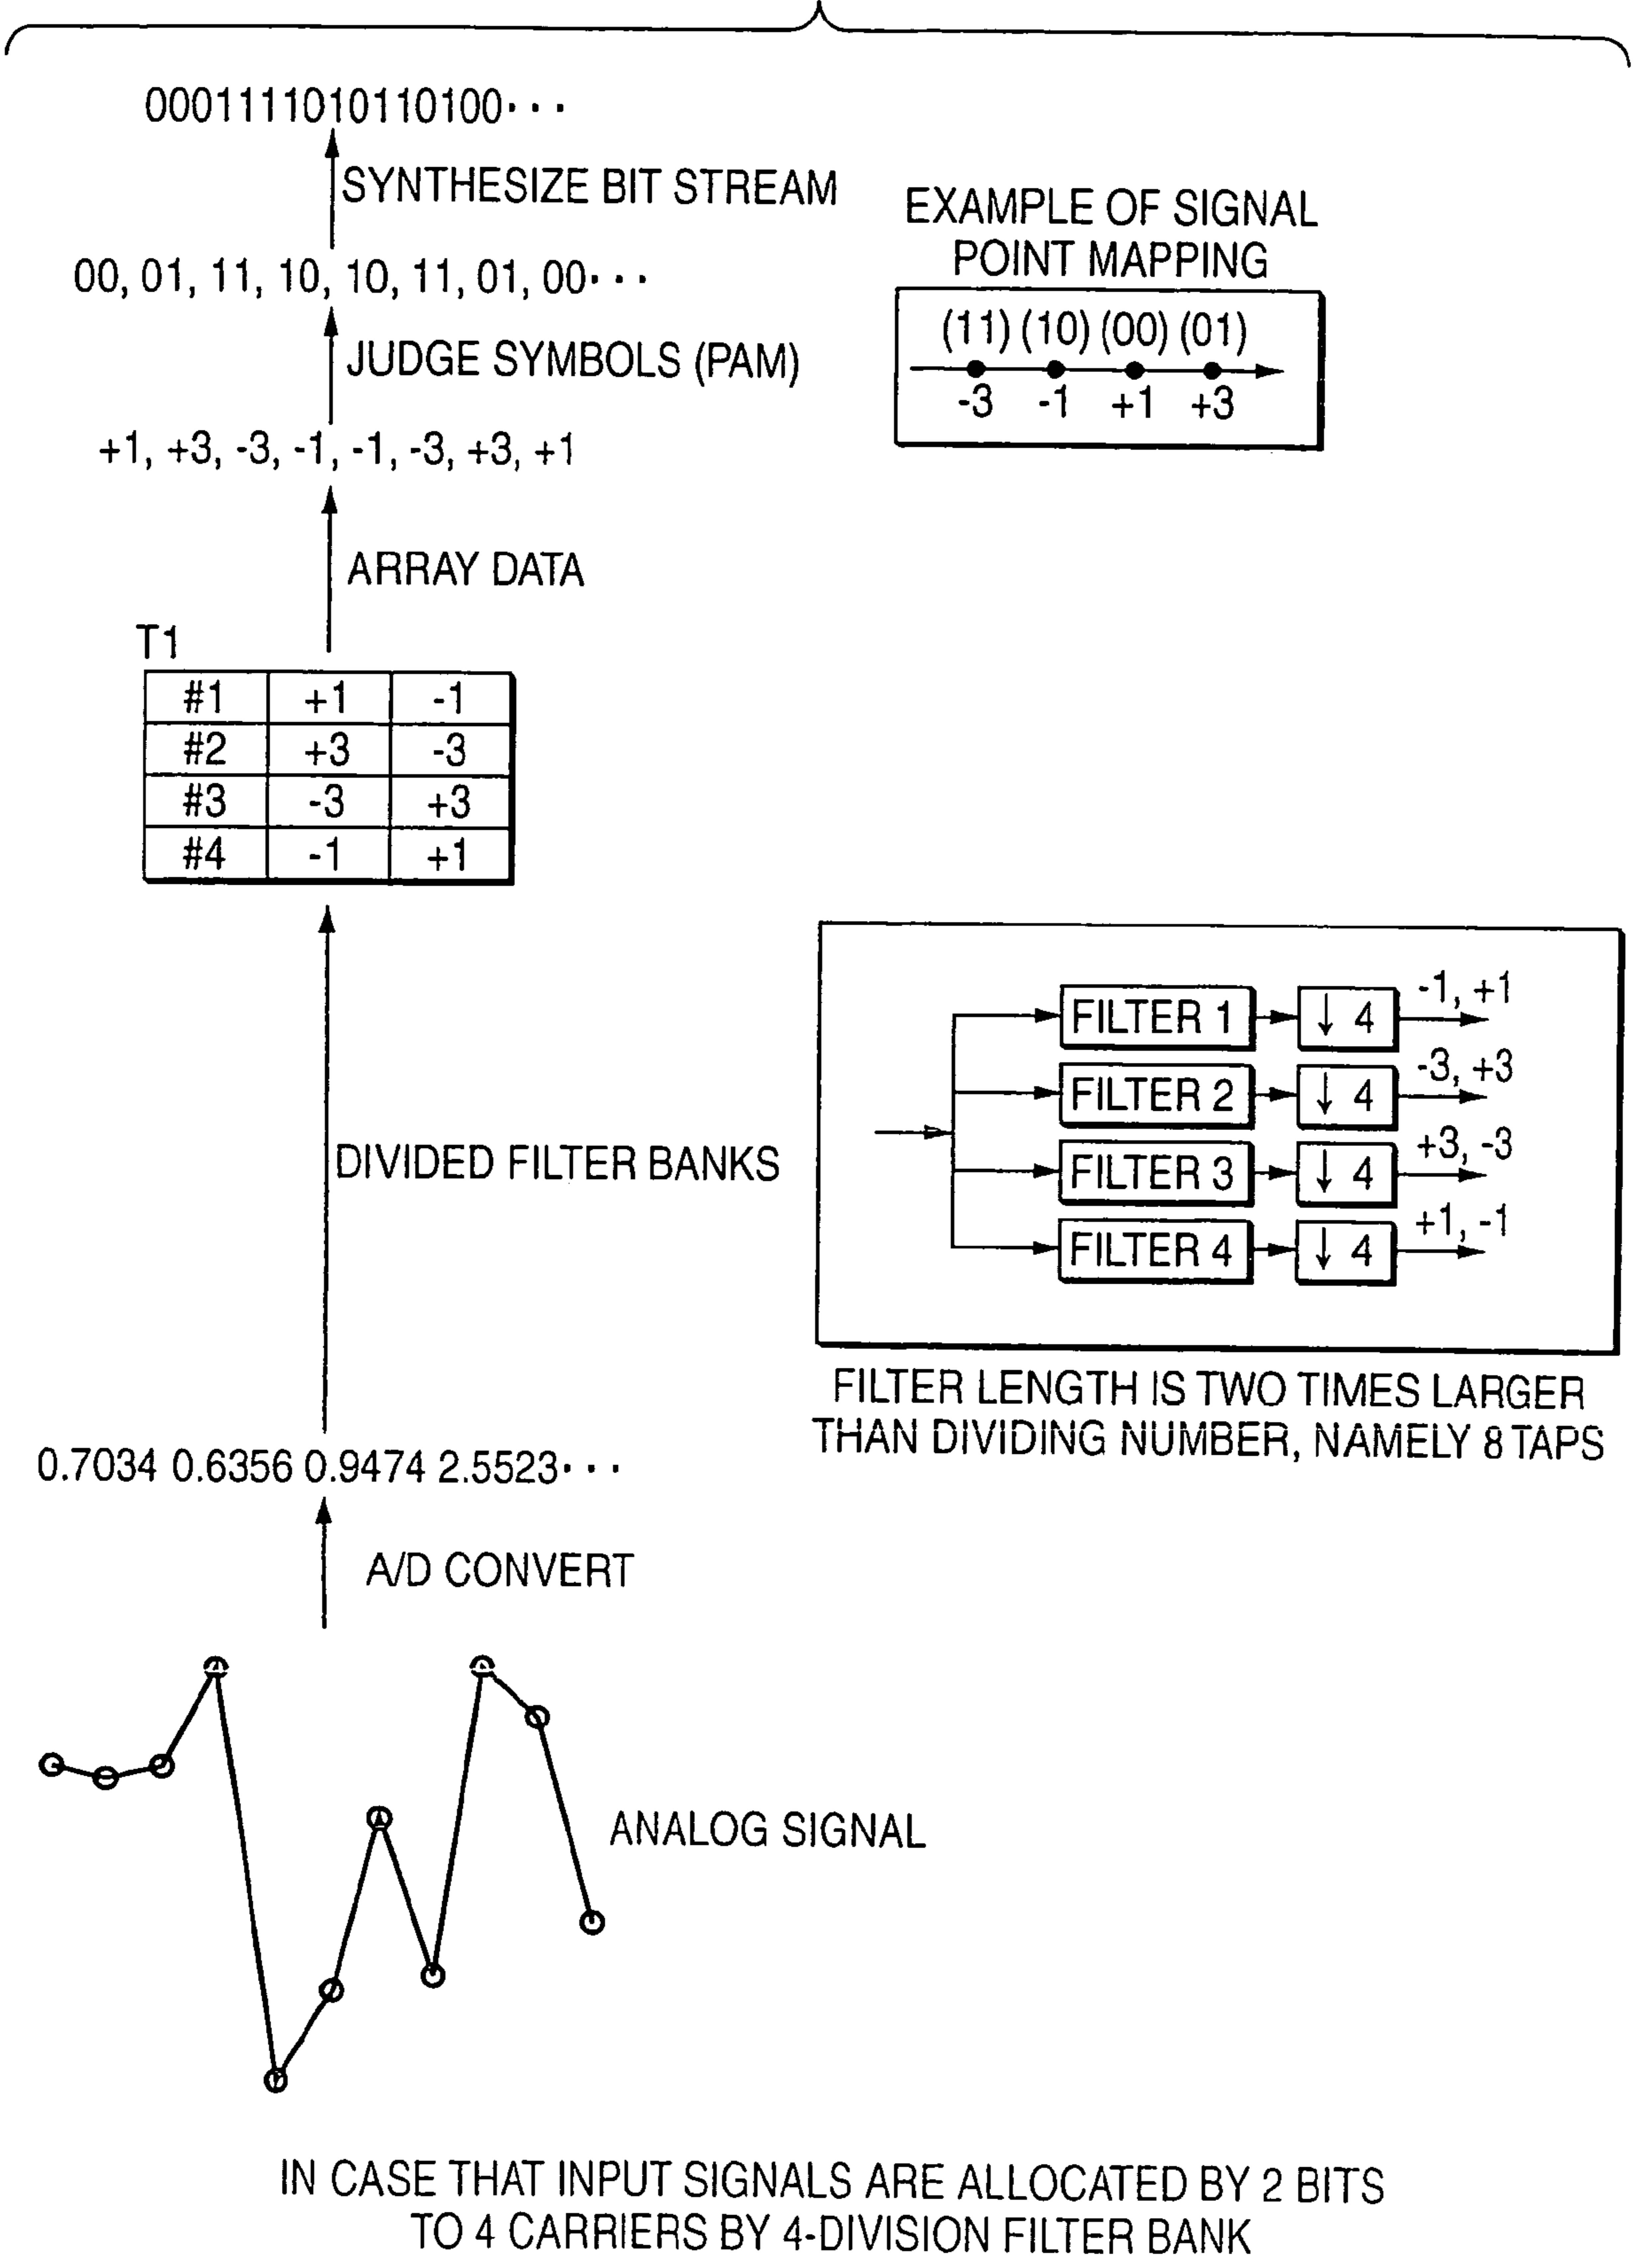 0001111010110100···
SYNTHESIZE BIT STREAM
00, 01, 11, 10, 10, 11, 01, 00···
JUDGE SYMBOLS (PAM)
+1, +3, -3, -1, -1, -3, +3, +1
EXAMPLE OF SIGNAL
POINT MAPPING
(11) (10) (00) (01)
-3 -1 +1 +3
ARRAY DATA
T1
#1 +1 -1
#2 +3 -3
#3 -3 +3
#4 -1 +1
DIVIDED FILTER BANKS
FILTER 1 ↓ 4 -1, +1
FILTER 2 ↓ 4 -3, +3
FILTER 3 ↓ 4 +3, -3
FILTER 4 ↓ 4 +1, -1
FILTER LENGTH IS TWO TIMES LARGER
THAN DIVIDING NUMBER, NAMELY 8 TAPS
0.7034 0.6356 0.9474 2.5523···
A/D CONVERT
ANALOG SIGNAL
IN CASE THAT INPUT SIGNALS ARE ALLOCATED BY 2 BITS
TO 4 CARRIERS BY 4-DIVISION FILTER BANK